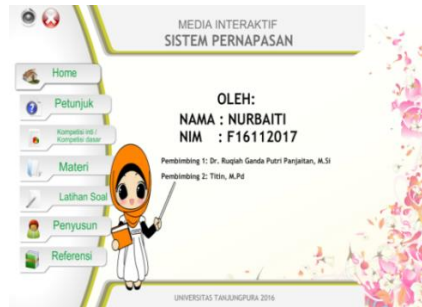 MEDIA INTERAKTIF
SISTEM PERNAPASAN
Home
Petunjuk
Kompetisi inti /
Kompetisi dasar
Materi
Latihan Soal
Penyusun
Referensi
OLEH:
NAMA : NURBAITI
NIM : F16112017
Pembimbing 1: Dr. Ruqiah Ganda Putri Panjaitan, M.Si
Pembimbing 2: Titin, M.Pd
UNIVERSITAS TANJUNGPURA 2016